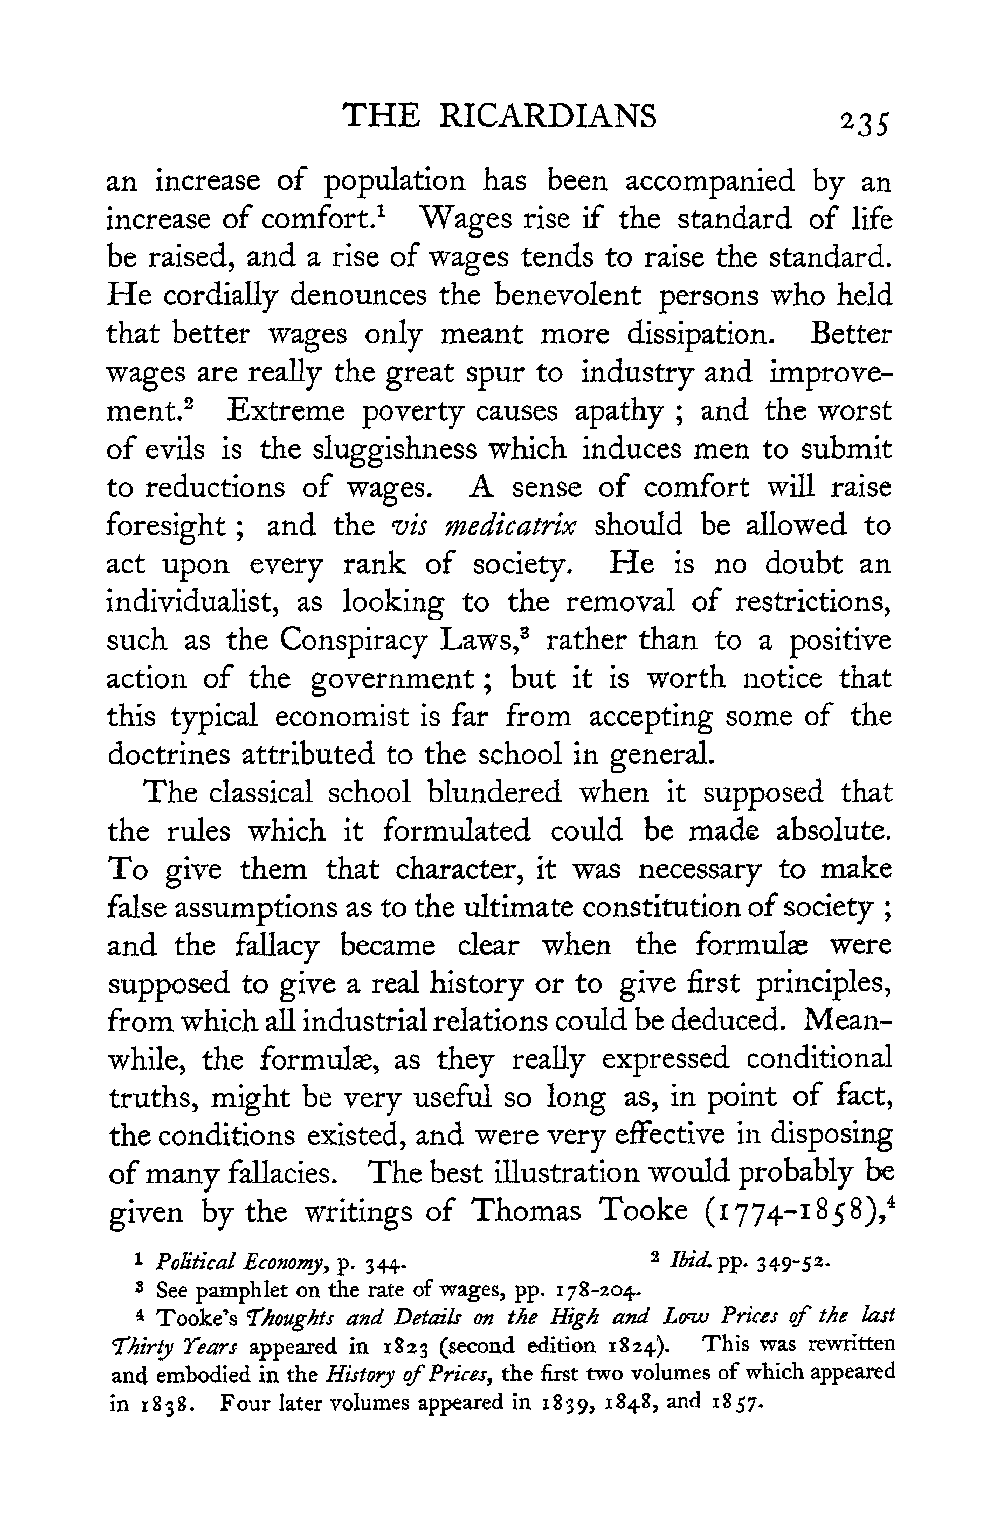 THE RICARDIANS 235
an increase of population has been accompanied by an
increase of comfort.¹ Wages rise if the standard of life
be raised, and a rise of wages tends to raise the standard.
He cordially denounces the benevolent persons who held
that better wages only meant more dissipation. Better
wages are really the great spur to industry and improve-
ment.² Extreme poverty causes apathy ; and the worst
of evils is the sluggishness which induces men to submit
to reductions of wages. A sense of comfort will raise
foresight ; and the vis medicatrix should be allowed to
act upon every rank of society. He is no doubt an
individualist, as looking to the removal of restrictions,
such as the Conspiracy Laws,³ rather than to a positive
action of the government ; but it is worth notice that
this typical economist is far from accepting some of the
doctrines attributed to the school in general.
The classical school blundered when it supposed that
the rules which it formulated could be made absolute.
To give them that character, it was necessary to make
false assumptions as to the ultimate constitution of society ;
and the fallacy became clear when the formulæ were
supposed to give a real history or to give first principles,
from which all industrial relations could be deduced. Mean-
while, the formulæ, as they really expressed conditional
truths, might be very useful so long as, in point of fact,
the conditions existed, and were very effective in disposing
of many fallacies. The best illustration would probably be
given by the writings of Thomas Tooke (1774-1858),⁴
¹ Political Economy, p. 344. ² Ibid. pp. 349-52.
³ See pamphlet on the rate of wages, pp. 178-204.
⁴ Tooke's Thoughts and Details on the High and Low Prices of the last
Thirty Years appeared in 1823 (second edition 1824). This was rewritten
and embodied in the History of Prices, the first two volumes of which appeared
in 1838. Four later volumes appeared in 1839, 1848, and 1857.